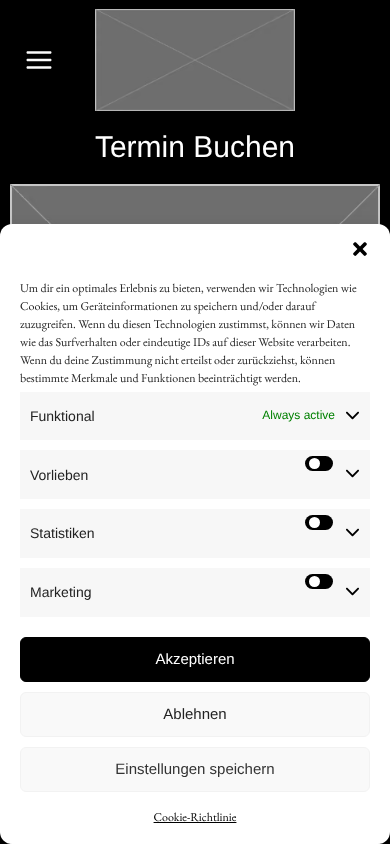 Termin Buchen
Um dir ein optimales Erlebnis zu bieten, verwenden wir Technologien wie
Cookies, um Geräteinformationen zu speichern und/oder darauf
zuzugreifen. Wenn du diesen Technologien zustimmst, können wir Daten
wie das Surfverhalten oder eindeutige IDs auf dieser Website verarbeiten.
Wenn du deine Zustimmung nicht erteilst oder zurückziehst, können
bestimmte Merkmale und Funktionen beeinträchtigt werden.
Funktional Always active
Vorlieben
Statistiken
Marketing
Akzeptieren
Ablehnen
Einstellungen speichern
Cookie-Richtlinie